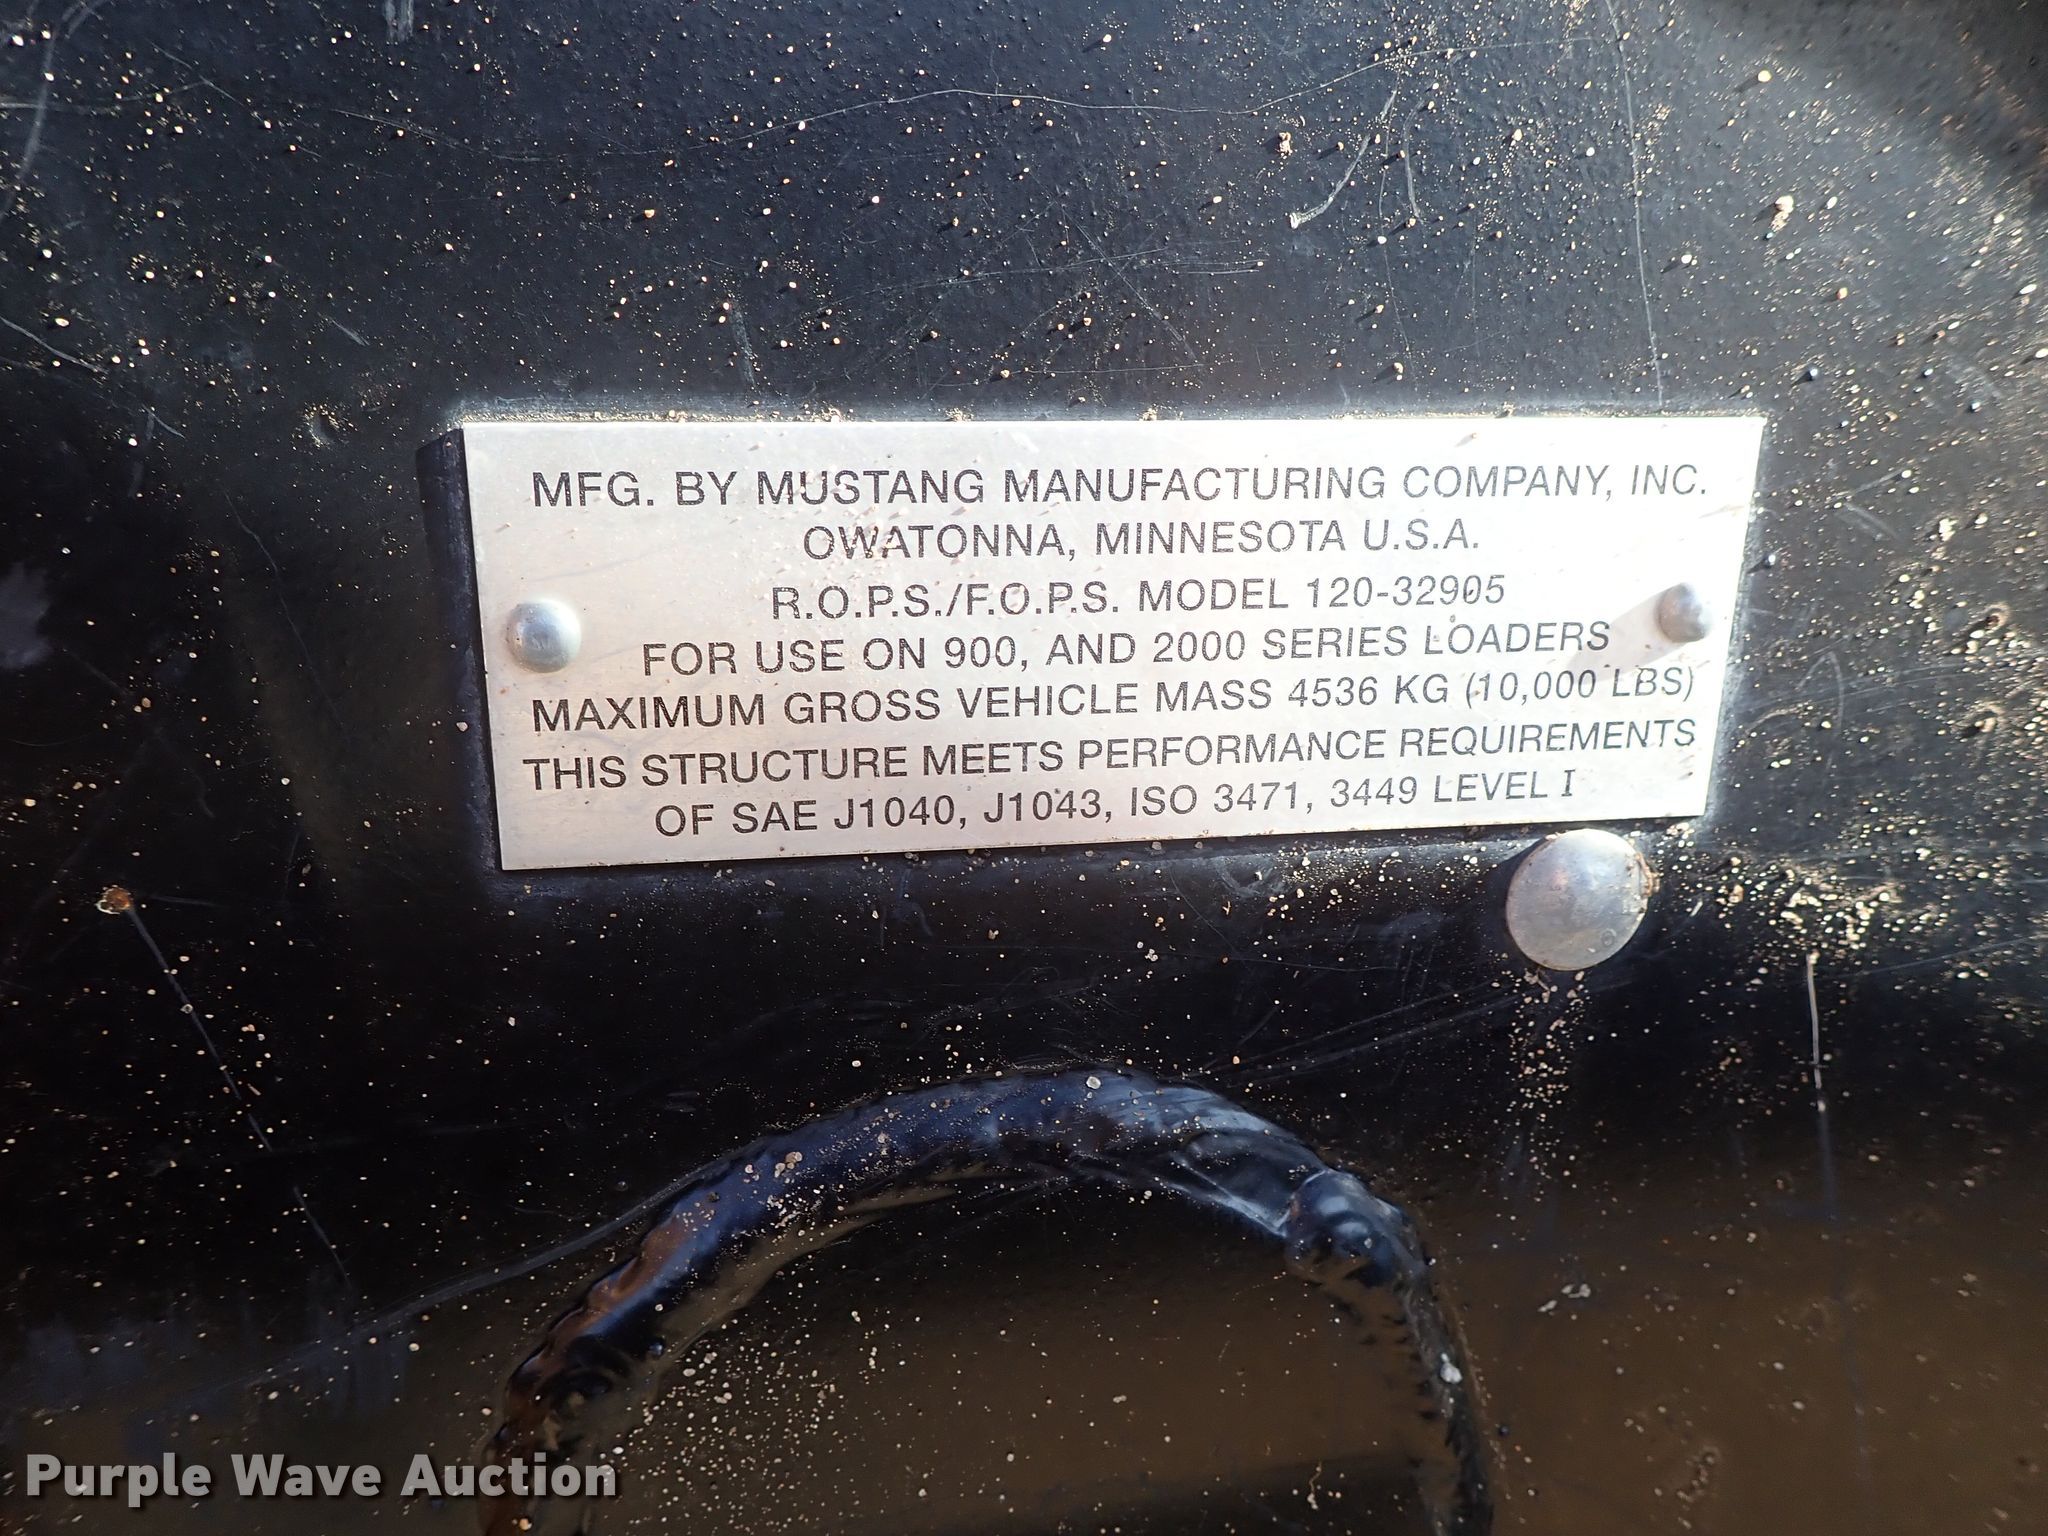 MFG. BY MUSTANG MANUFACTURING COMPANY, INC.
OWATONNA, MINNESOTA U.S.A.
R.O.P.S./F.O.P.S. MODEL 120-32905
FOR USE ON 900, AND 2000 SERIES LOADERS
MAXIMUM GROSS VEHICLE MASS 4536 KG (10,000 LBS)
THIS STRUCTURE MEETS PERFORMANCE REQUIREMENTS
OF SAE J1040, J1043, ISO 3471, 3449 LEVEL I
Purple Wave Auction